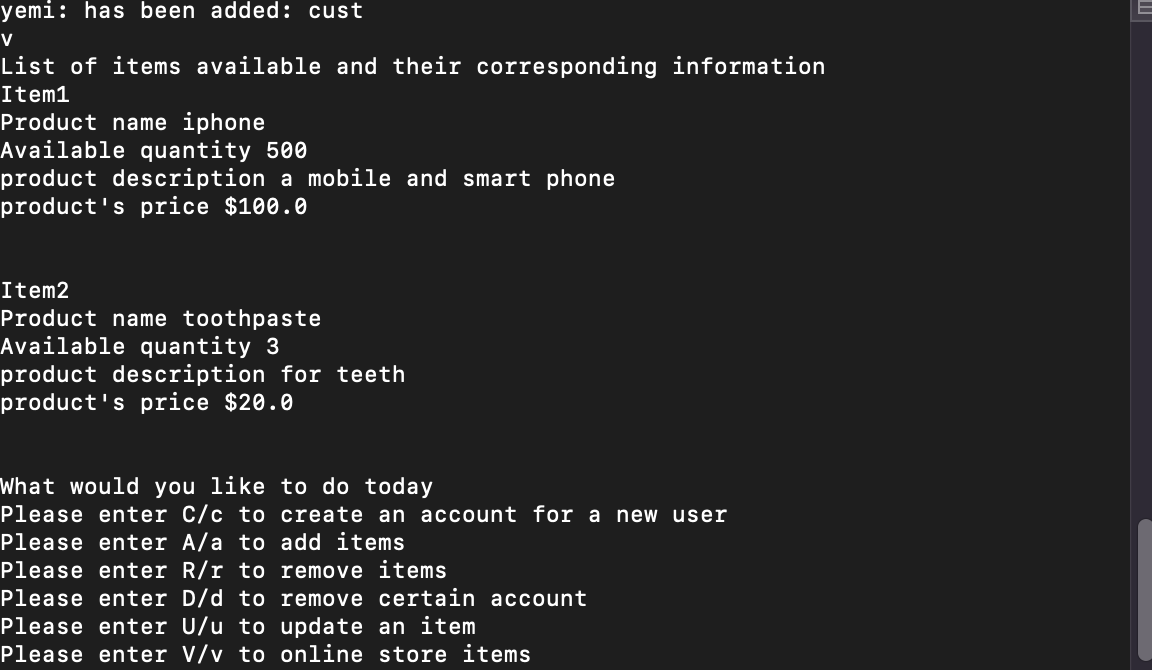 yemi: has been added: cust
v
List of items available and their corresponding information
Item1
Product name iphone
Available quantity 500
product description a mobile and smart phone
product's price $100.0
Item2
Product name toothpaste
Available quantity 3
product description for teeth
product's price $20.0
What would you like to do today
Please enter C/c to create an account for a new user
Please enter A/a to add items
Please enter R/r to remove items
Please enter D/d to remove certain account
Please enter U/u to update an item
Please enter V/v to online store items